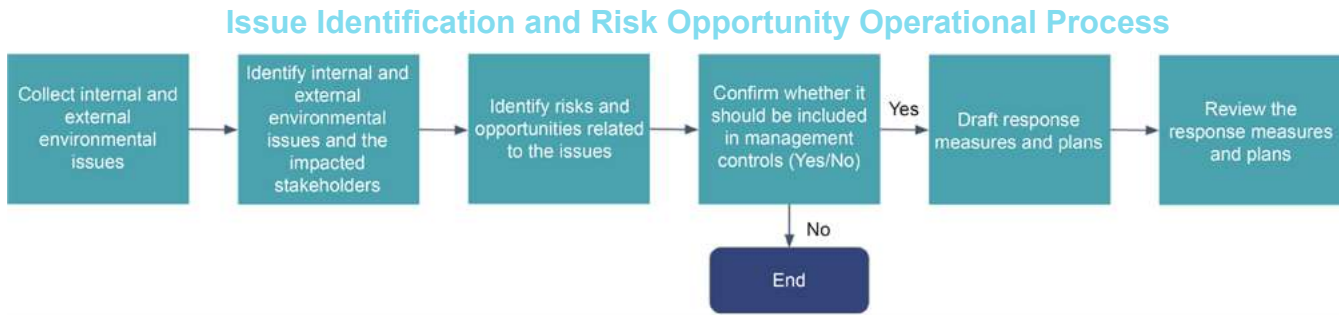 Issue Identification and Risk Opportunity Operational Process
Collect internal and
external
environmental
issues
Identify internal and
external
environmental
issues and the
impacted
stakeholders
Identify risks and
opportunities related
to the issues
Confirm whether it
should be included
in management
controls (Yes/No)
Yes
Draft response
measures and plans
Review the
response measures
and plans
No
End